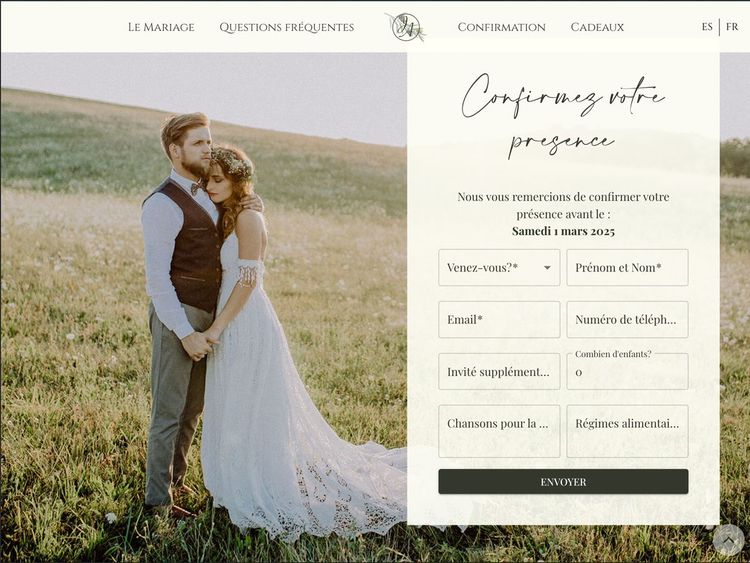 Le Mariage
Questions fréquentes
Confirmation
Cadeaux
ES | FR
Confirmez votre
presence
Nous vous remercions de confirmer votre
présence avant le :
Samedi 1 mars 2025
Venez-vous?*
Prénom et Nom*
Email*
Numéro de téléph...
Invité supplément...
Combien d'enfants?
0
Chansons pour la ...
Régimes alimentai...
ENVOYER